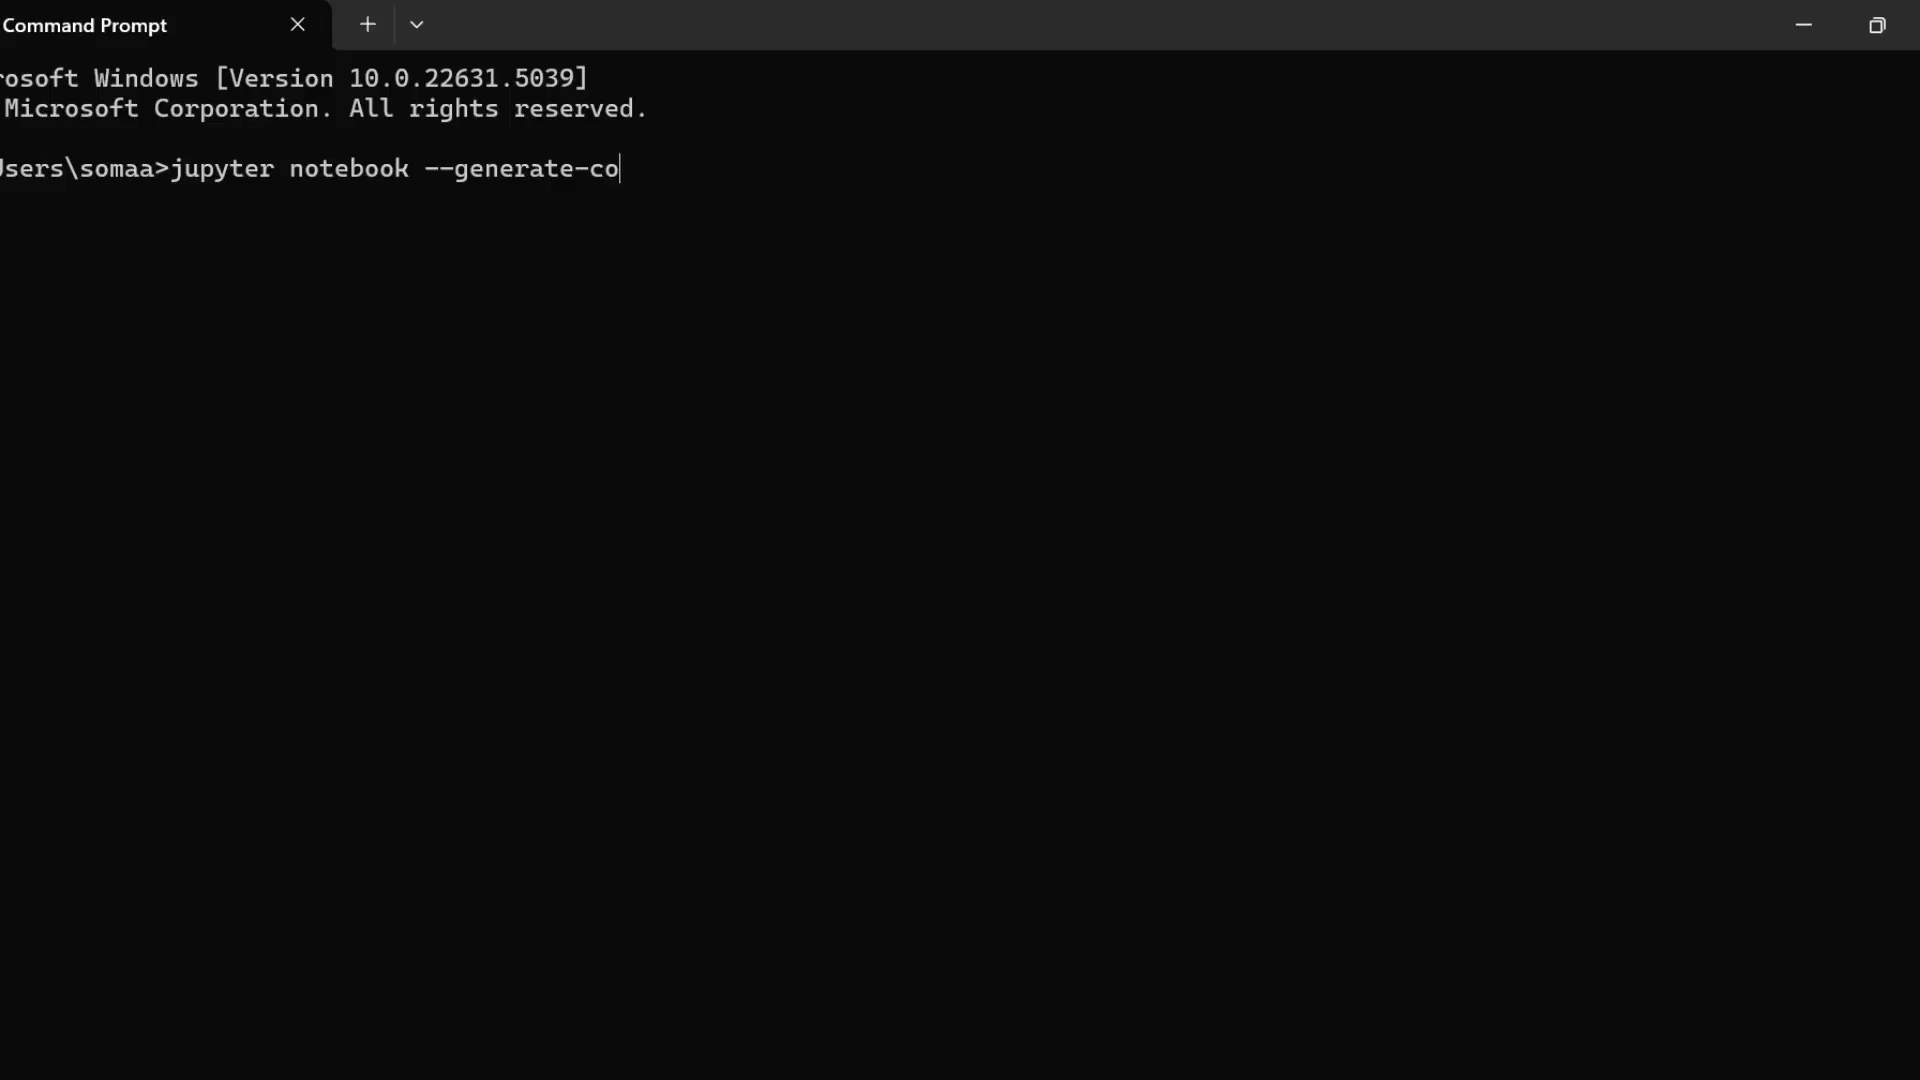 Command Prompt
rosoft Windows [Version 10.0.22631.5039]
Microsoft Corporation. All rights reserved.
Users\somaa>jupyter notebook --generate-co